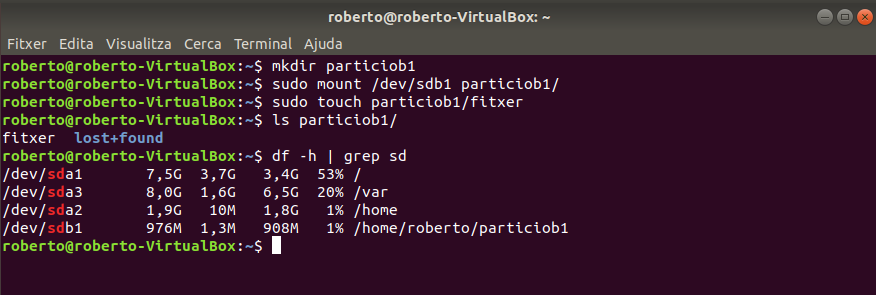 roberto@roberto-VirtualBox: ~
Fitxer Edita Visualitza Cerca Terminal Ajuda
roberto@roberto-VirtualBox:~$ mkdir particiob1
roberto@roberto-VirtualBox:~$ sudo mount /dev/sdb1 particiob1/
roberto@roberto-VirtualBox:~$ sudo touch particiob1/fitxer
roberto@roberto-VirtualBox:~$ ls particiob1/
fitxer  lost+found
roberto@roberto-VirtualBox:~$ df -h | grep sd
/dev/sda1       7,5G  3,7G   3,4G  53% /
/dev/sda3       8,0G  1,6G   6,5G  20% /var
/dev/sda2       1,9G   10M   1,8G   1% /home
/dev/sdb1       976M  1,3M   908M   1% /home/roberto/particiob1
roberto@roberto-VirtualBox:~$